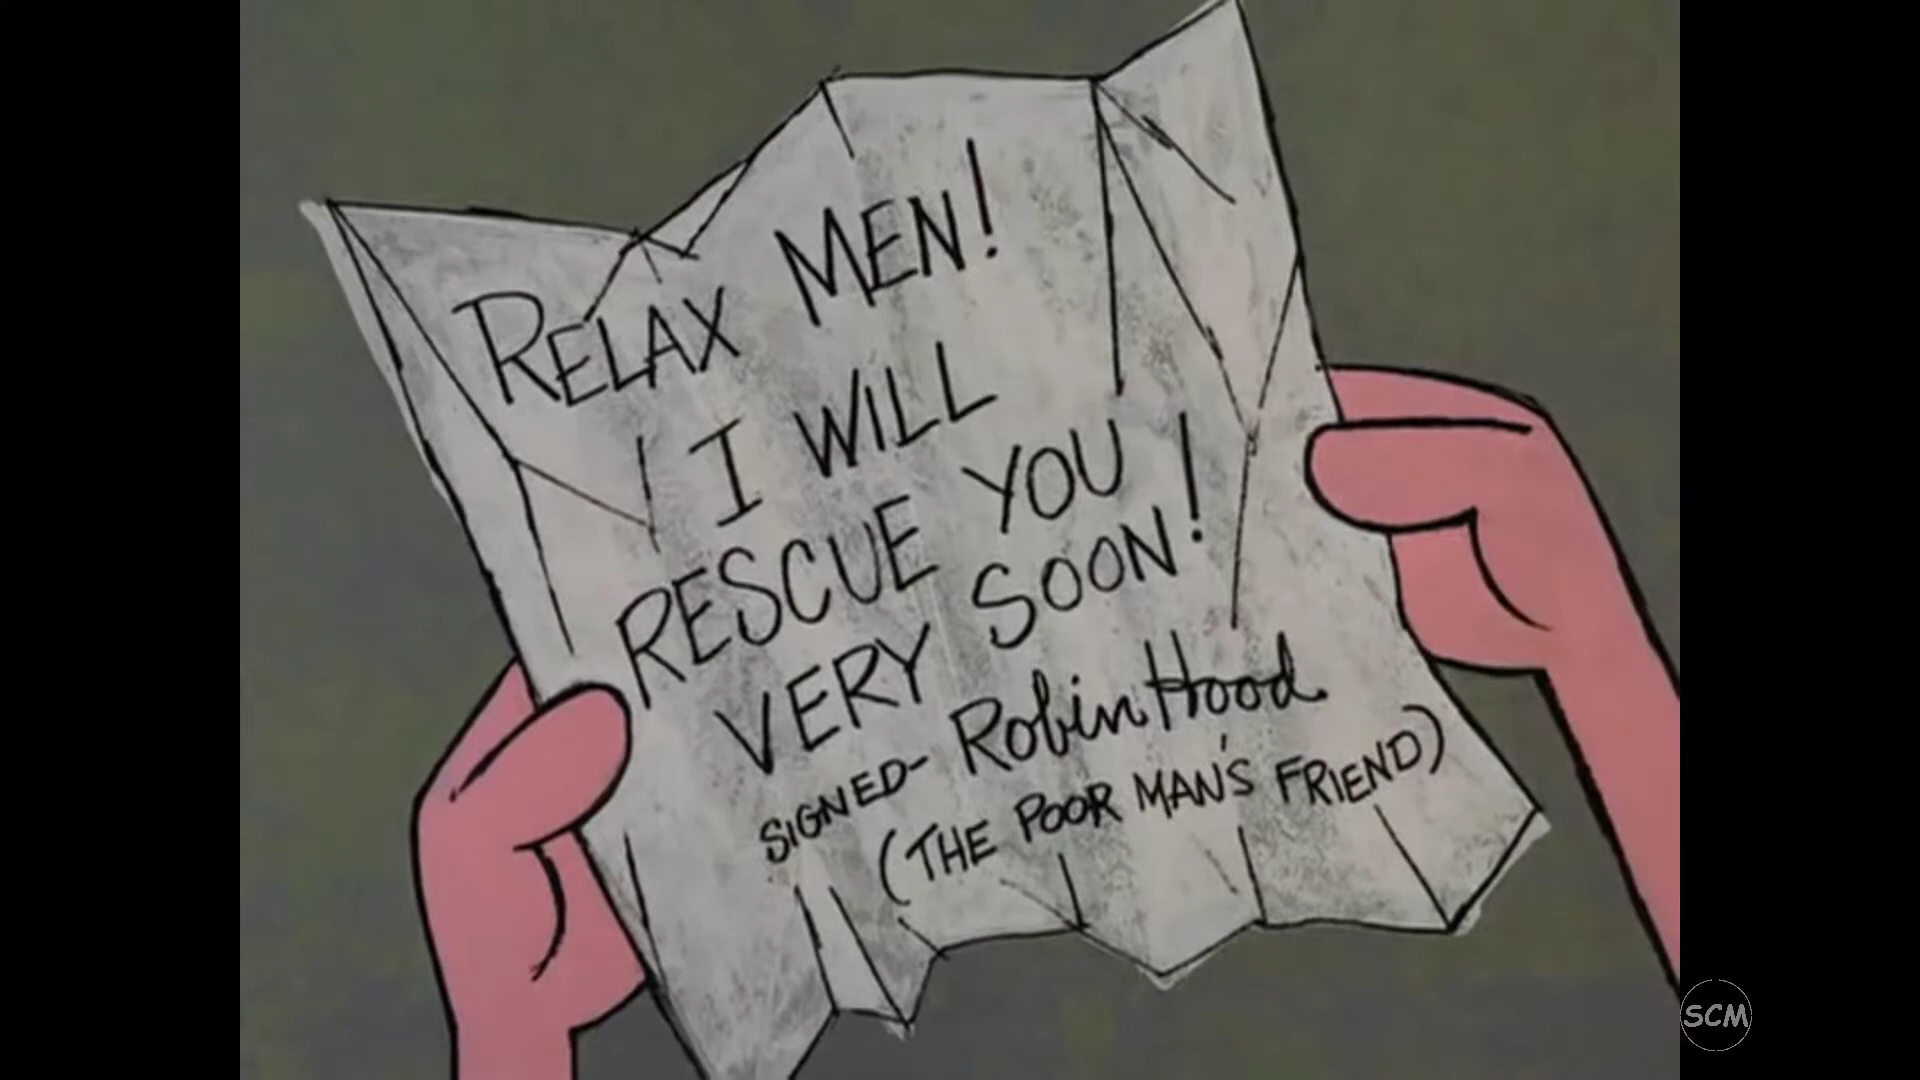 RELAX MEN!
I WILL
RESCUE YOU
VERY SOON!
SIGNED- Robin Hood
(THE POOR MAN'S FRIEND)
SCM